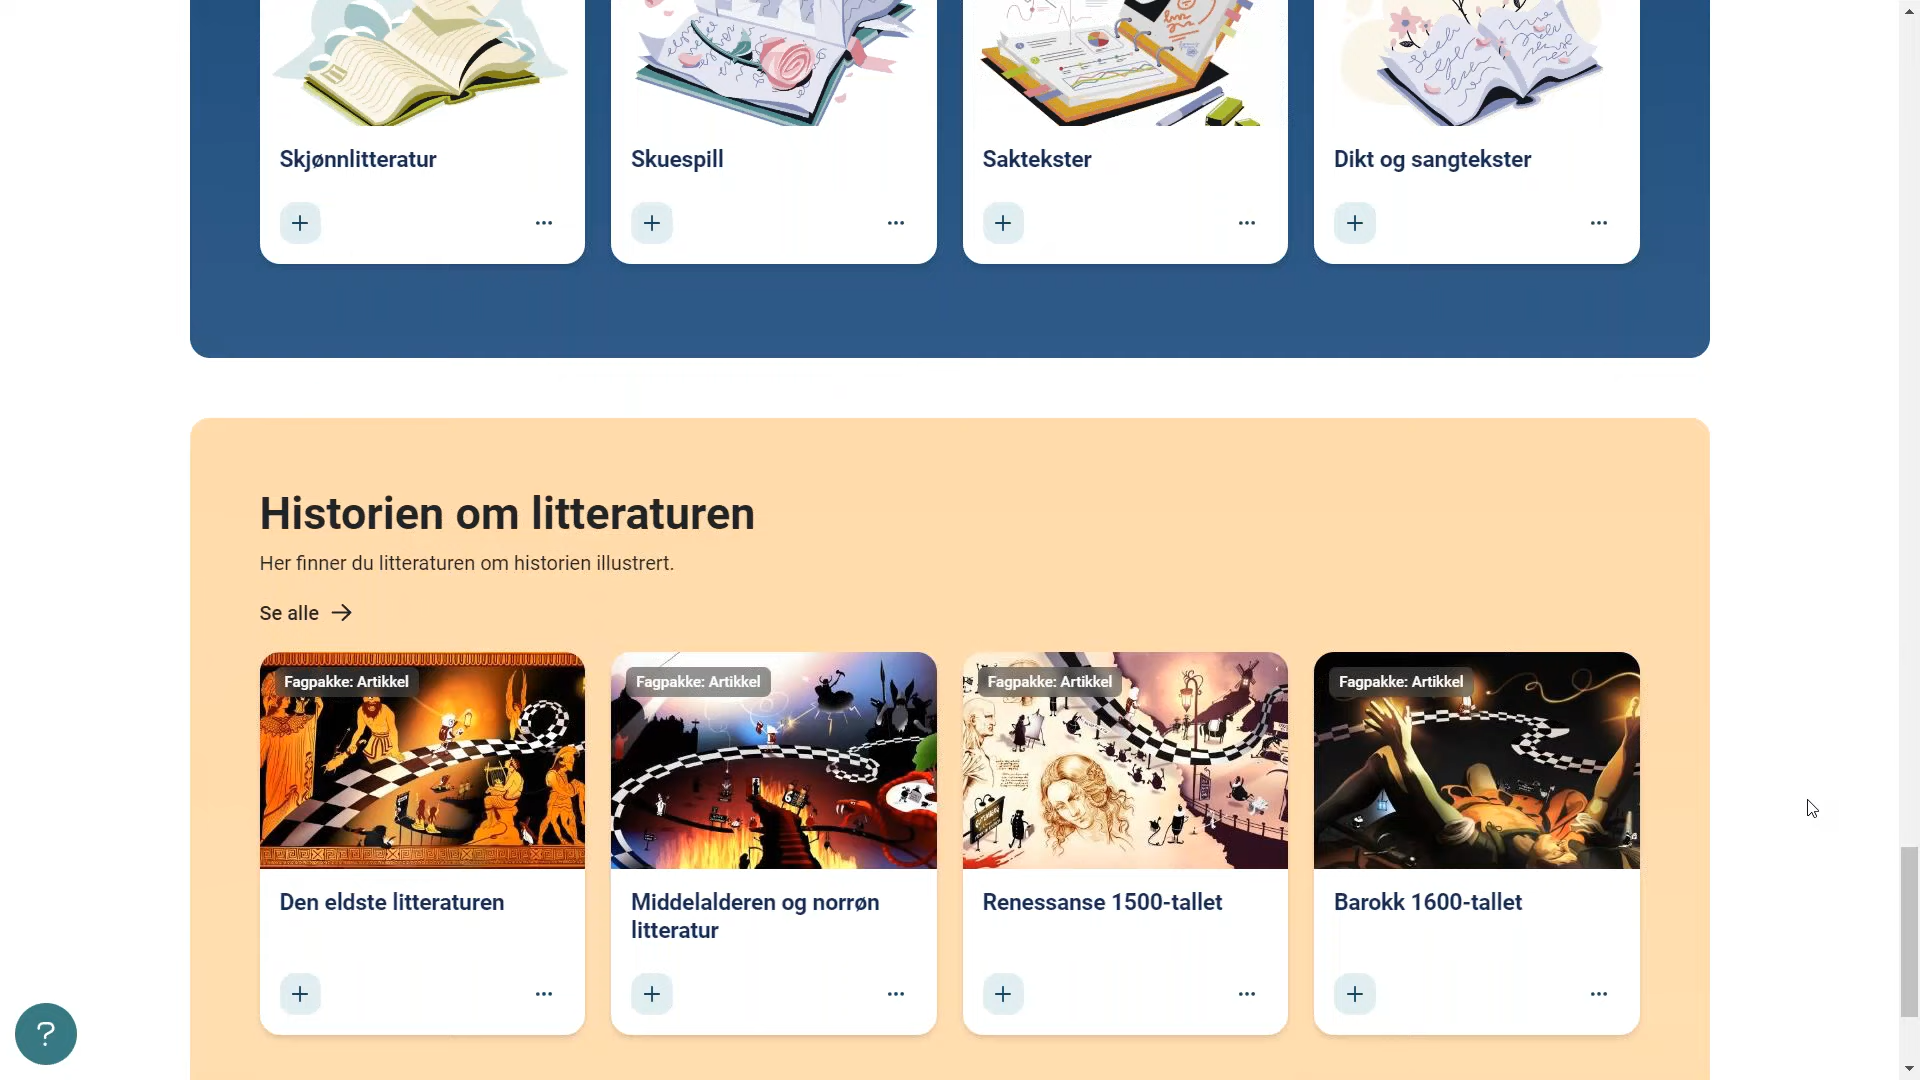 Skjønnlitteratur
Skuespill
Saktekster
Dikt og sangtekster
Historien om litteraturen
Her finner du litteraturen om historien illustrert.
Se alle
Fagpakke: Artikkel
Fagpakke: Artikkel
Fagpakke: Artikkel
Fagpakke: Artikkel
Den eldste litteraturen
Middelalderen og norrøn
litteratur
Renessanse 1500-tallet
Barokk 1600-tallet
?